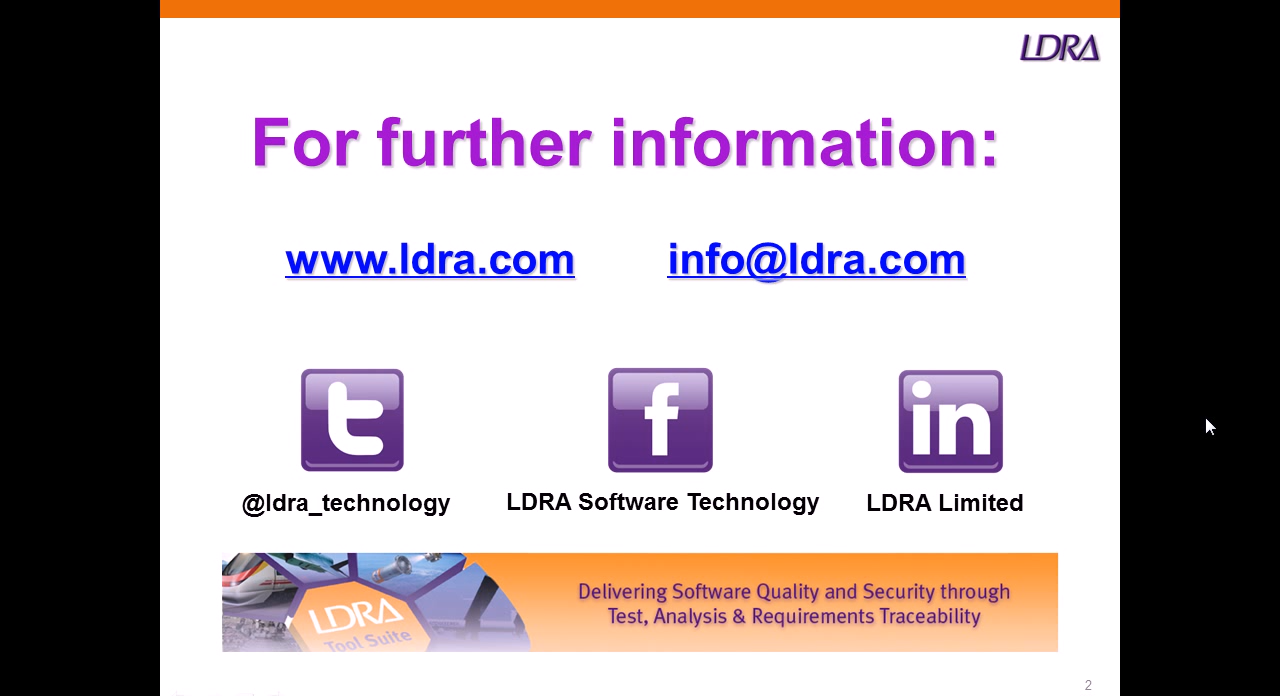 LDRA
For further information:
www.ldra.com info@ldra.com
t f in
@ldra_technology LDRA Software Technology LDRA Limited
LDRA
Tool Suite
Delivering Software Quality and Security through
Test, Analysis & Requirements Traceability
2